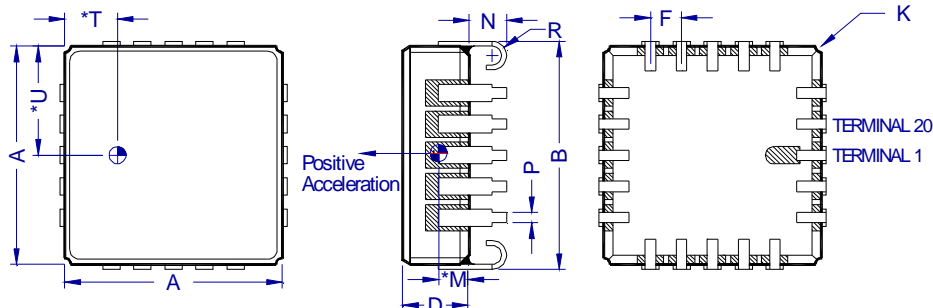 *T
N
R
F
K
*U
A
Positive
Acceleration
P
B
TERMINAL 20
TERMINAL 1
A
*M
D